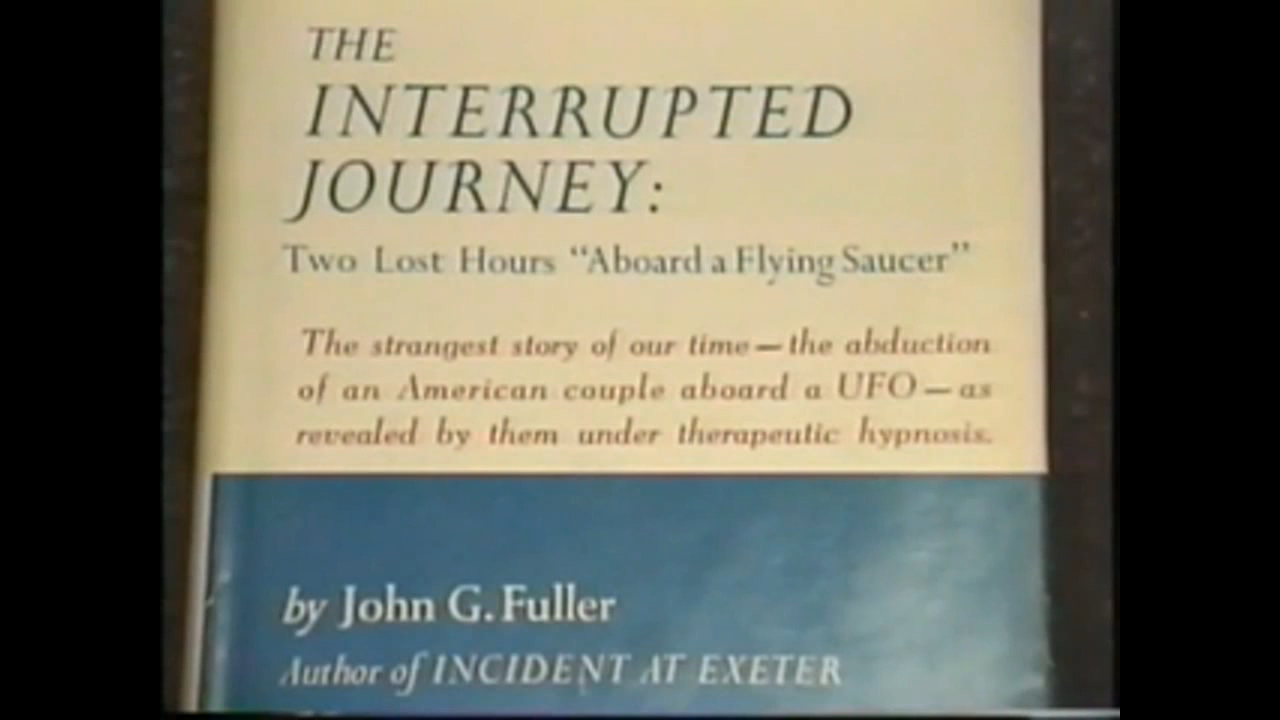 THE
INTERRUPTED
JOURNEY:
Two Lost Hours “Aboard a Flying Saucer”
The strangest story of our time—the abduction
of an American couple aboard a UFO—as
revealed by them under therapeutic hypnosis.
by John G. Fuller
Author of INCIDENT AT EXETER